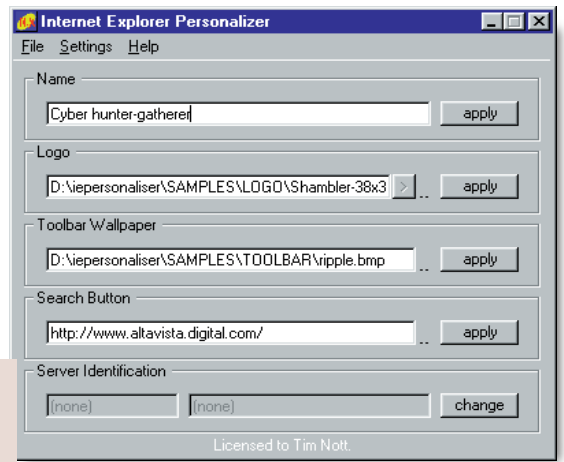 Internet Explorer Personalizer
File Settings Help
Name
Cyber hunter-gatherer
apply
Logo
D:\iepersonaliser\SAMPLES\LOGO\Shambler-38x3
> ..
apply
Toolbar Wallpaper
D:\iepersonaliser\SAMPLES\TOOLBAR\ripple.bmp
..
apply
Search Button
http://www.altavista.digital.com/
..
apply
Server Identification
(none)
(none)
change
Licensed to Tim Nott.